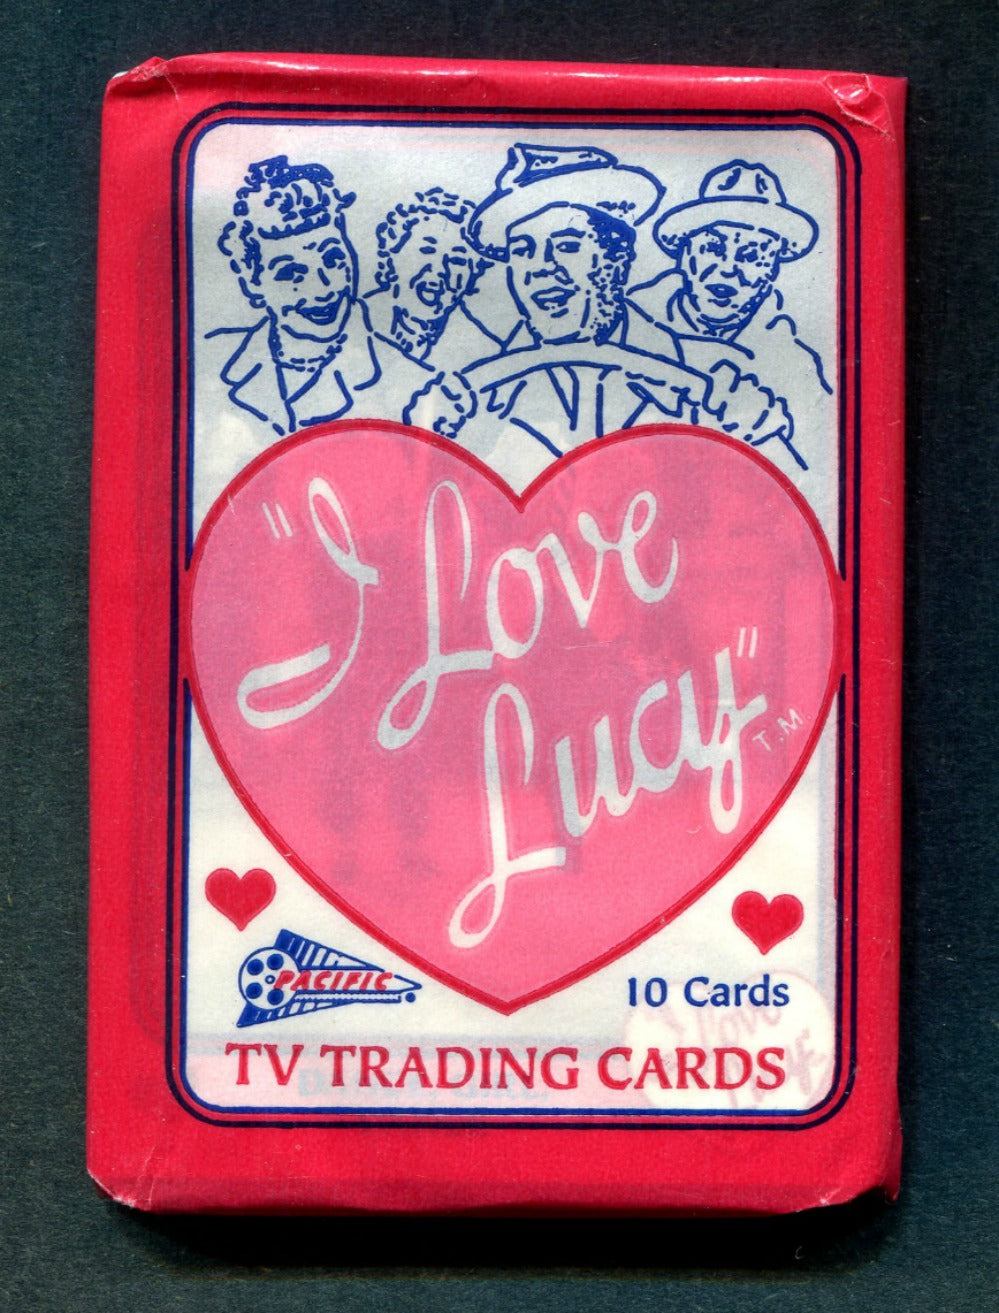 "I Love
Lucy" T.M.
PACIFIC
10 Cards
TV TRADING CARDS